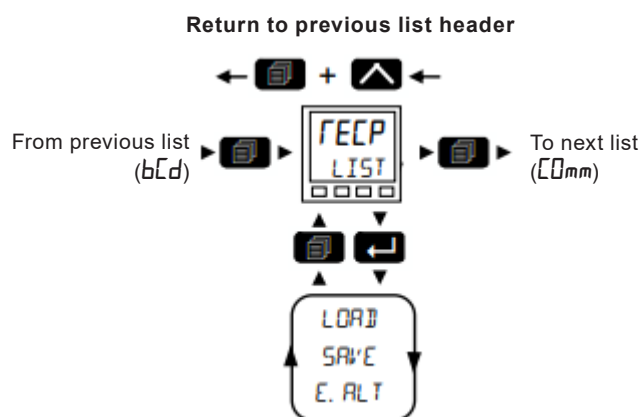 Return to previous list header
+
From previous list
(bCd)
rECP
LIST
To next list
(COmm)
LOAD
SAVE
E. ALT